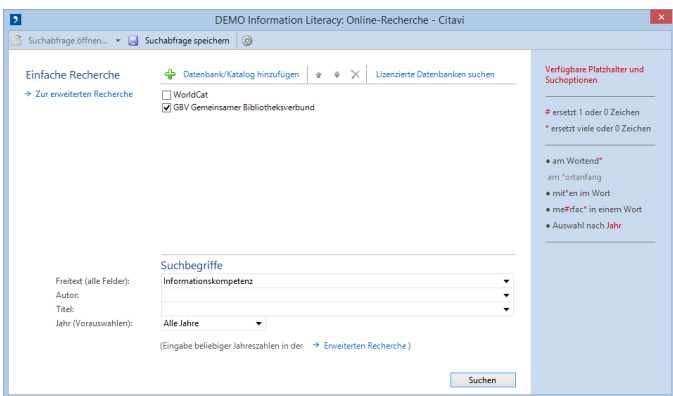 DEMO Information Literacy: Online-Recherche - Citavi
Suchabfrage öffnen... Suchabfrage speichern
Einfache Recherche
Zur erweiterten Recherche
Datenbank/Katalog hinzufügen Lizenzierte Datenbanken suchen
WorldCat
GBV Gemeinsamer Bibliotheksverbund
Suchbegriffe
Freitext (alle Felder): Informationskompetenz
Autor:
Titel:
Jahr (Vorauswahlen): Alle Jahre
(Eingabe beliebiger Jahreszahlen in der → Erweiterten Recherche )
Suchen
Verfügbare Platzhalter und
Suchoptionen
# ersetzt 1 oder 0 Zeichen
* ersetzt viele oder 0 Zeichen
● am Wortend*
am *ortanfang
● mit*en im Wort
● me#rfac* in einem Wort
● Auswahl nach Jahr